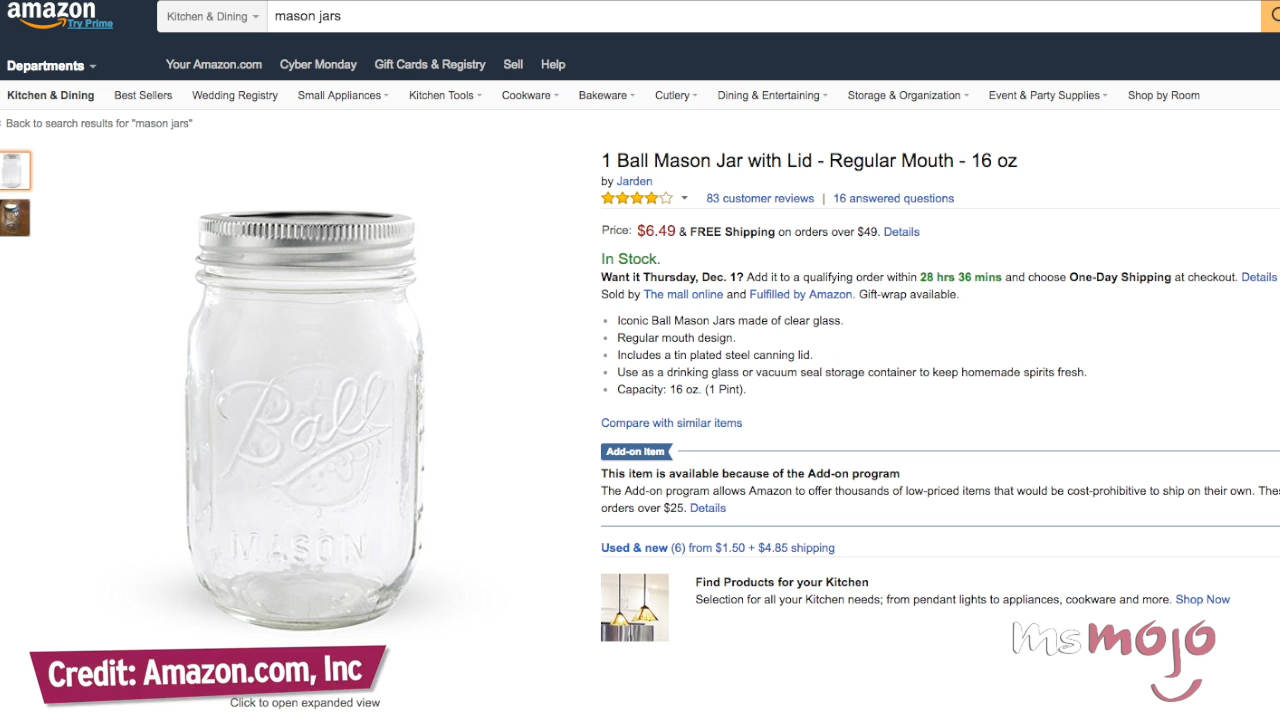 amazon
Try Prime
Kitchen & Dining
mason jars
Departments
Your Amazon.com
Cyber Monday
Gift Cards & Registry
Sell
Help
Kitchen & Dining
Best Sellers
Wedding Registry
Small Appliances
Kitchen Tools
Cookware
Bakeware
Cutlery
Dining & Entertaining
Storage & Organization
Event & Party Supplies
Shop by Room
Back to search results for "mason jars"
1 Ball Mason Jar with Lid - Regular Mouth - 16 oz
by Jarden
83 customer reviews | 16 answered questions
Price: $6.49 & FREE Shipping on orders over $49. Details
In Stock.
Want it Thursday, Dec. 1? Add it to a qualifying order within 28 hrs 36 mins and choose One-Day Shipping at checkout. Details
Sold by The mall online and Fulfilled by Amazon. Gift-wrap available.
Iconic Ball Mason Jars made of clear glass.
Regular mouth design.
Includes a tin plated steel canning lid.
Use as a drinking glass or vacuum seal storage container to keep homemade spirits fresh.
Capacity: 16 oz. (1 Pint).
Compare with similar items
Add-on Item
This item is available because of the Add-on program
The Add-on program allows Amazon to offer thousands of low-priced items that would be cost-prohibitive to ship on their own.
orders over $25. Details
Used & new (6) from $1.50 + $4.85 shipping
Find Products for your Kitchen
Selection for all your Kitchen needs; from pendant lights to appliances, cookware and more. Shop Now
Ball
MASON
Credit: Amazon.com, Inc
Click to open expanded view
msmojo